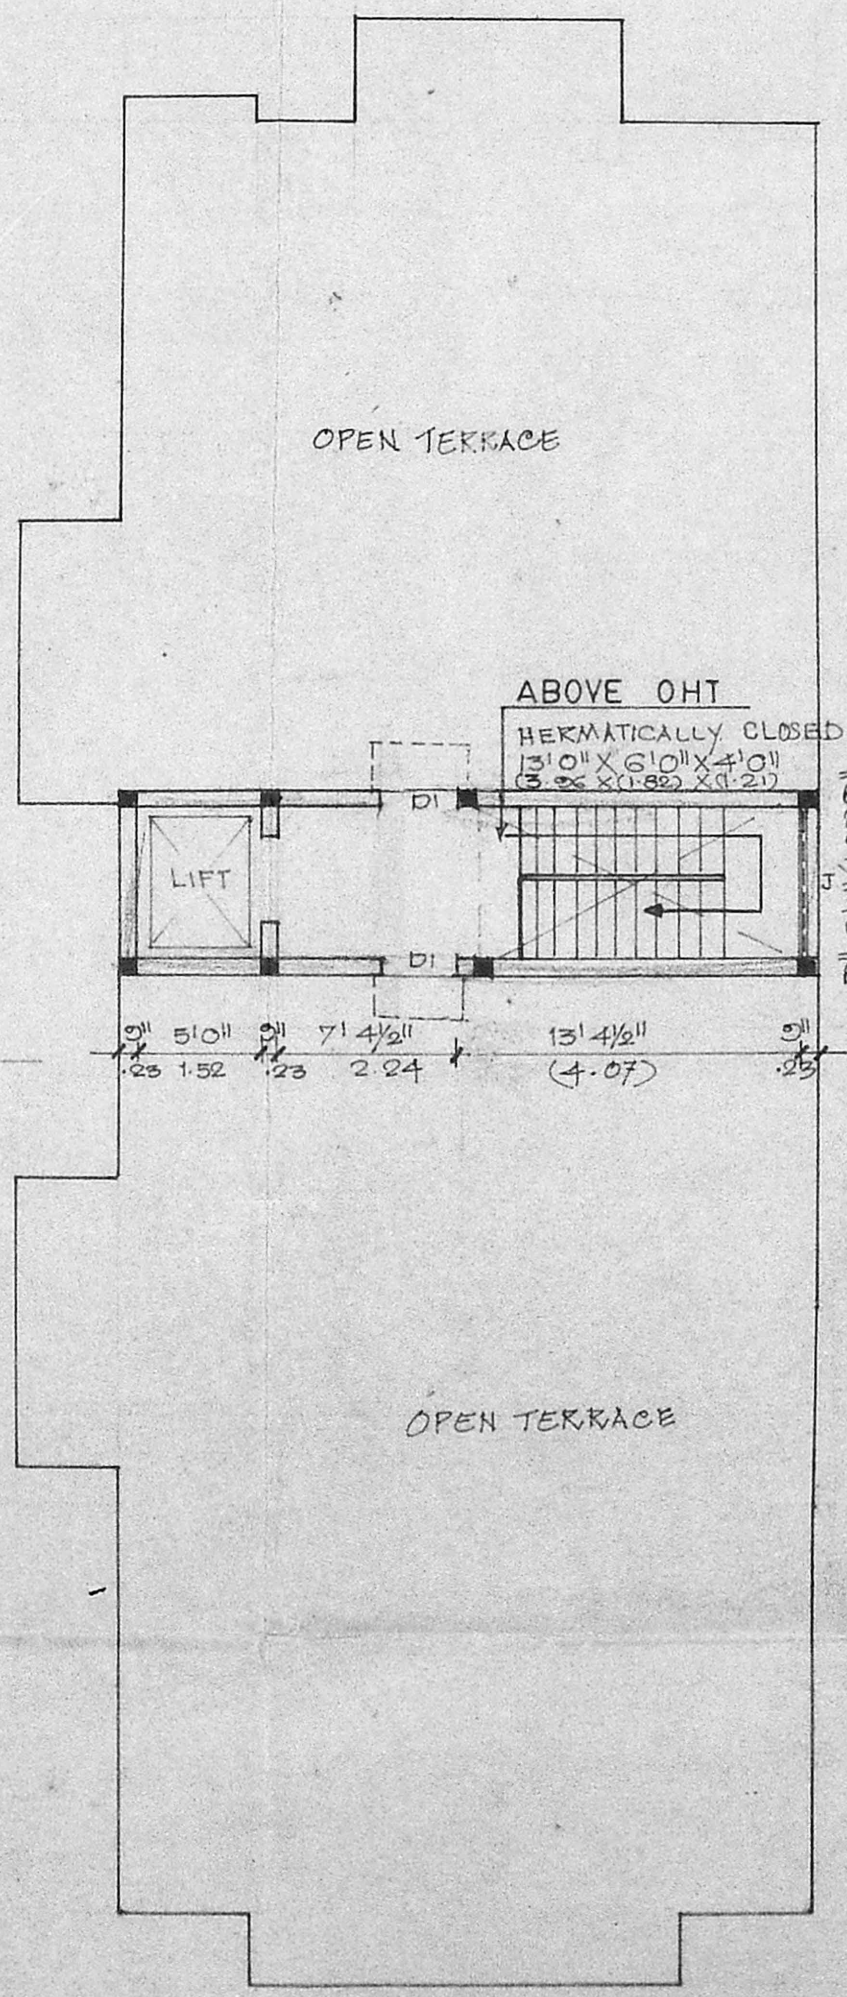 OPEN TERRACE
ABOVE OHT
HERMATICALLY CLOSED
13'0" X 6'0" X 4'0"
(3.96 X (1.82) X (1.21)
D1
LIFT
J
D1
9" 5'0" 9" 7' 4½" 13' 4½" 9"
.23 1.52 .23 2.24 (4.07) .23
OPEN TERRACE